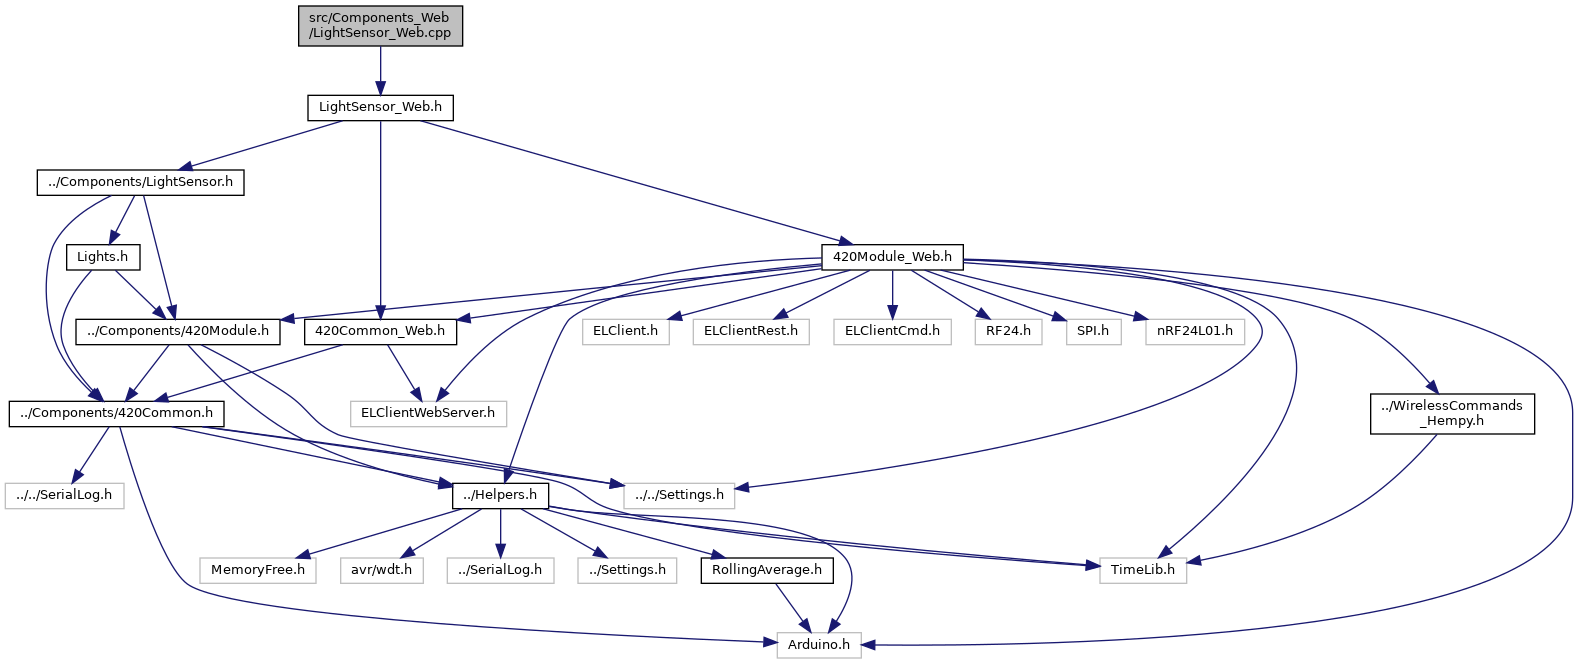 src/Components_Web
/LightSensor_Web.cpp
LightSensor_Web.h
../Components/LightSensor.h
Lights.h
420Module_Web.h
../Components/420Module.h
420Common_Web.h
ELClient.h
ELClientRest.h
ELClientCmd.h
RF24.h
SPI.h
nRF24L01.h
../Components/420Common.h
ELClientWebServer.h
../WirelessCommands
_Hempy.h
../../SerialLog.h
../Helpers.h
../../Settings.h
MemoryFree.h
avr/wdt.h
../SerialLog.h
../Settings.h
RollingAverage.h
TimeLib.h
Arduino.h